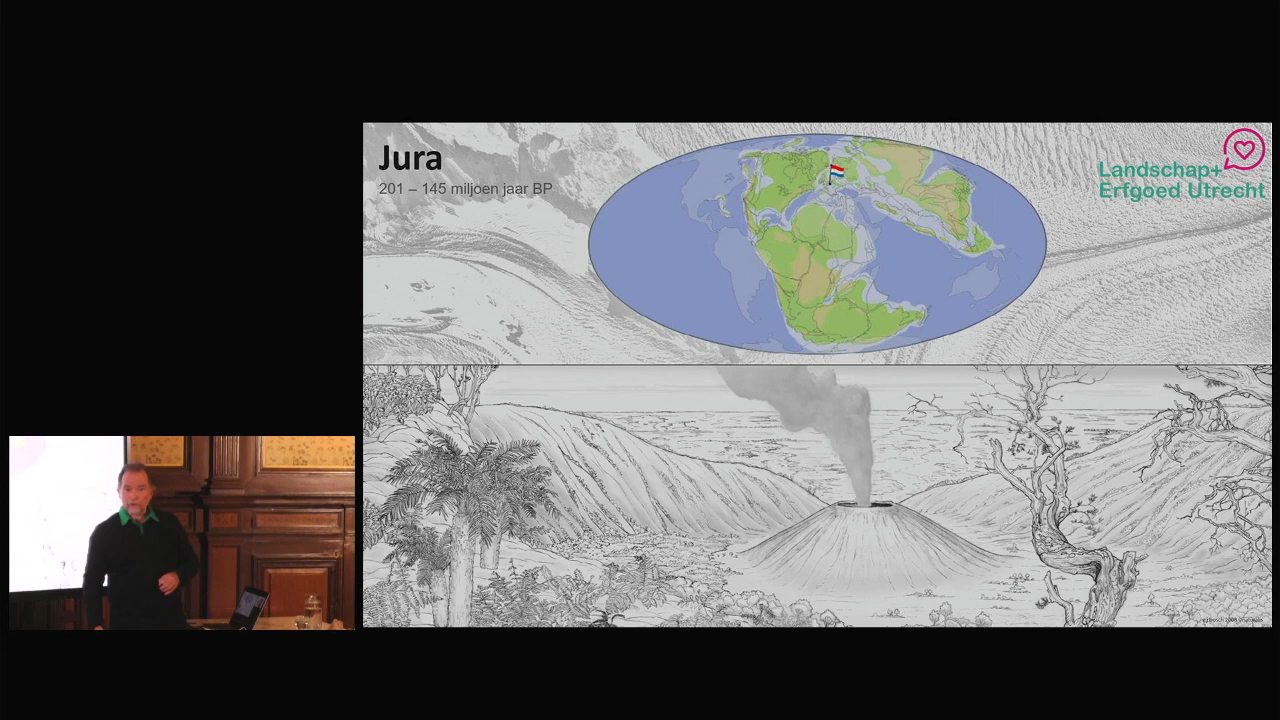 Jura
201 – 145 miljoen jaar BP
Landschap+
Erfgoed Utrecht